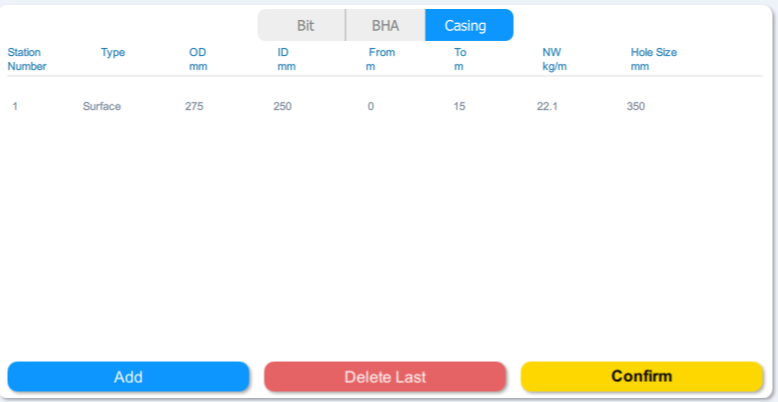 Bit BHA Casing
Station Number Type OD mm ID mm From m To m NW kg/m Hole Size mm
1 Surface 275 250 0 15 22.1 350
Add Delete Last Confirm